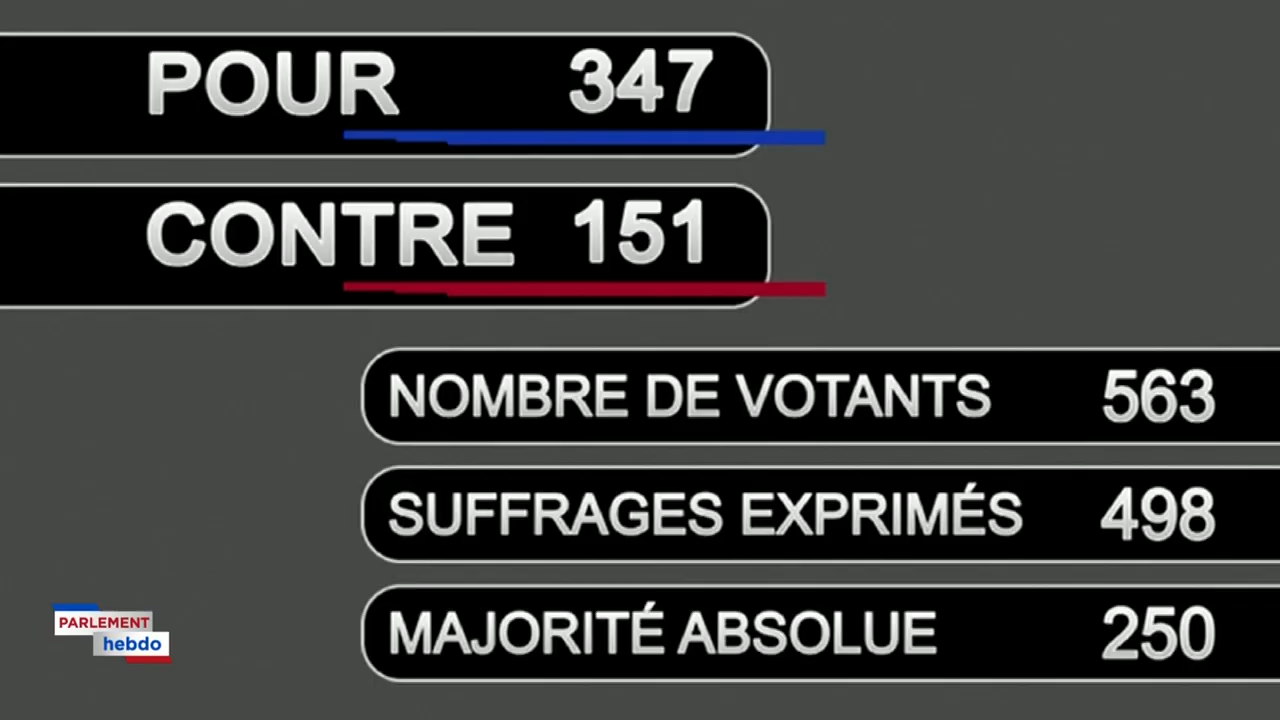 POUR 347
CONTRE 151
NOMBRE DE VOTANTS 563
SUFFRAGES EXPRIMÉS 498
MAJORITÉ ABSOLUE 250
PARLEMENT
hebdo